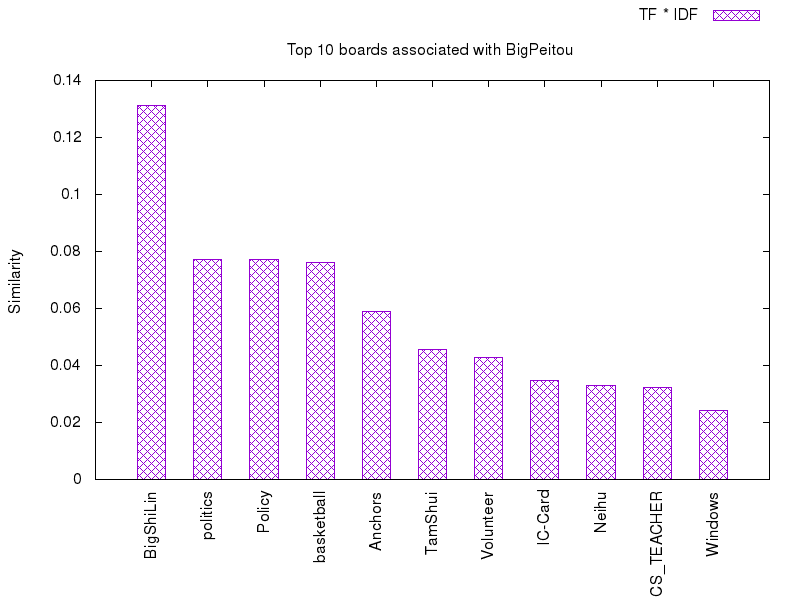 TF * IDF
Top 10 boards associated with BigPeitou
0.14
0.12
0.1
0.08
0.06
0.04
0.02
0
Similarity
BigShiLin
politics
Policy
basketball
Anchors
TamShui
Volunteer
IC-Card
Neihu
CS_TEACHER
Windows